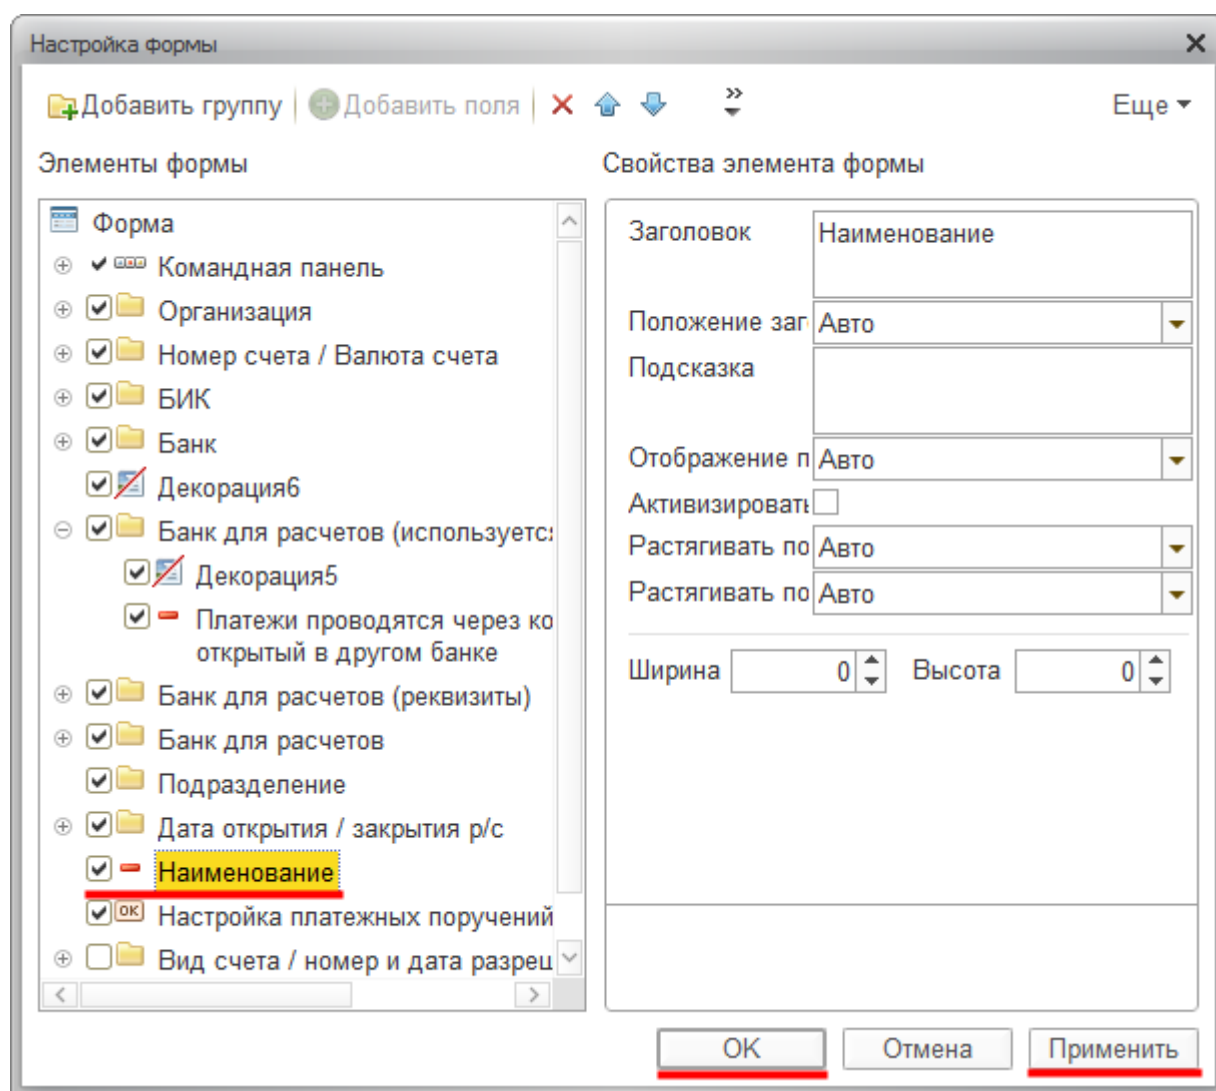 Настройка формы
Добавить группу Добавить поля Еще
Элементы формы
Свойства элемента формы
Форма
Командная панель
Организация
Номер счета / Валюта счета
БИК
Банк
Декорация6
Банк для расчетов (используетс
Декорация5
Платежи проводятся через ко
открытый в другом банке
Банк для расчетов (реквизиты)
Банк для расчетов
Подразделение
Дата открытия / закрытия р/с
Наименование
OK Настройка платежных поручений
Вид счета / номер и дата разреш
Заголовок Наименование
Положение заг Авто
Подсказка
Отображение п Авто
Активизировать
Растягивать по Авто
Растягивать по Авто
Ширина 0 Высота 0
OK Отмена Применить